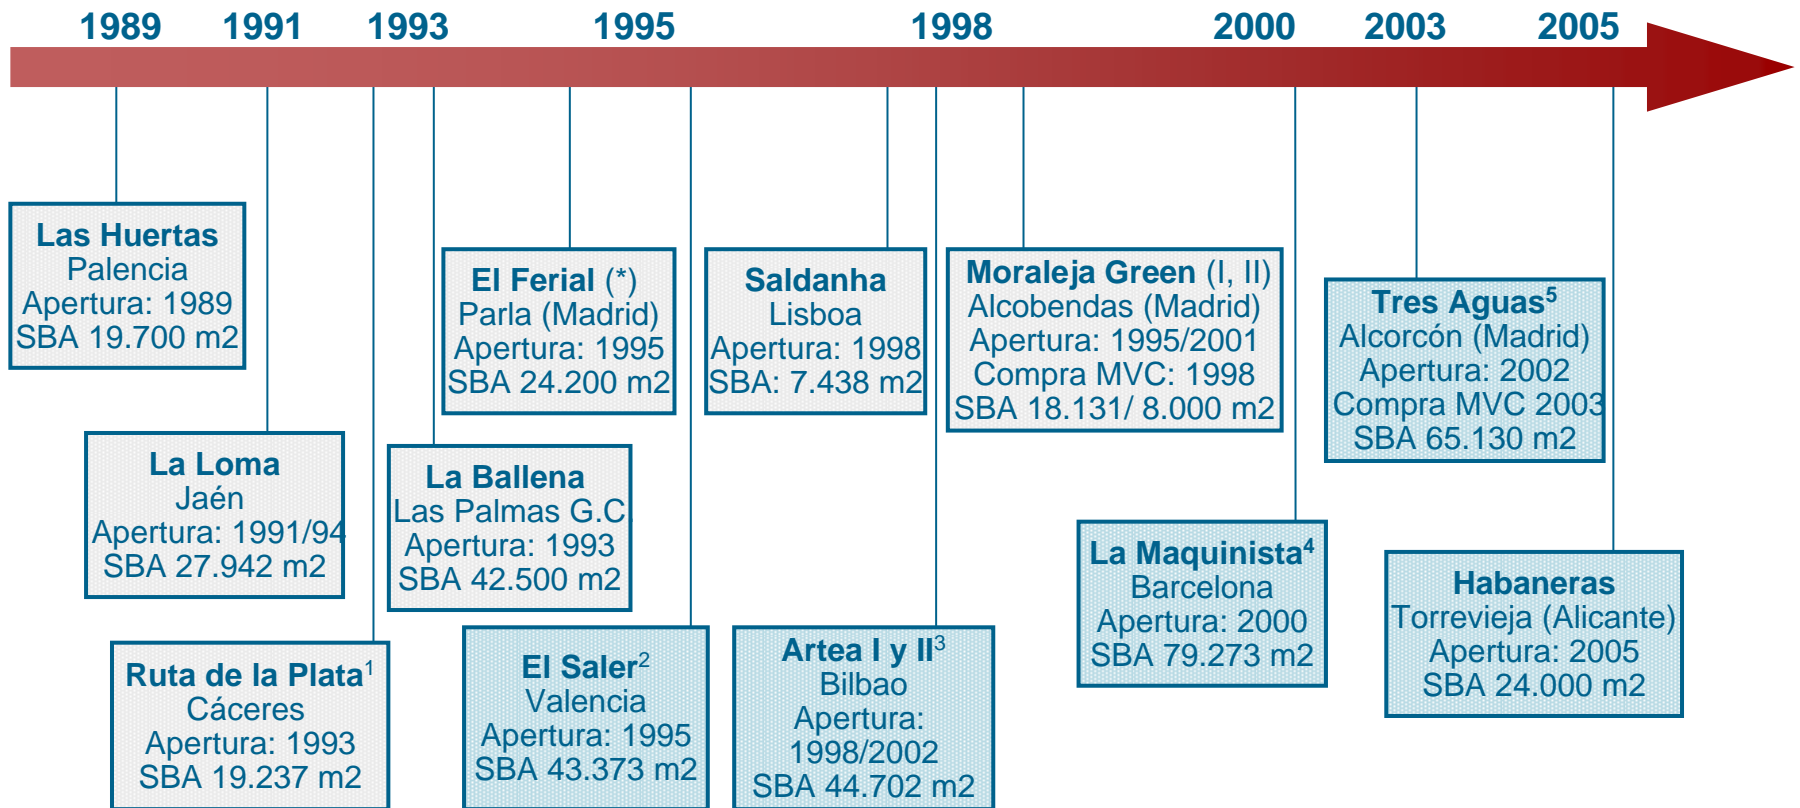 1989 1991 1993 1995 1998 2000 2003 2005
Las Huertas
Palencia
Apertura: 1989
SBA 19.700 m2
La Loma
Jaén
Apertura: 1991/94
SBA 27.942 m2
Ruta de la Plata¹
Cáceres
Apertura: 1993
SBA 19.237 m2
La Ballena
Las Palmas G.C.
Apertura: 1993
SBA 42.500 m2
El Ferial (*)
Parla (Madrid)
Apertura: 1995
SBA 24.200 m2
El Saler²
Valencia
Apertura: 1995
SBA 43.373 m2
Saldanha
Lisboa
Apertura: 1998
SBA: 7.438 m2
Artea I y II³
Bilbao
Apertura:
1998/2002
SBA 44.702 m2
Moraleja Green (I, II)
Alcobendas (Madrid)
Apertura: 1995/2001
Compra MVC: 1998
SBA 18.131/ 8.000 m2
La Maquinista⁴
Barcelona
Apertura: 2000
SBA 79.273 m2
Tres Aguas⁵
Alcorcón (Madrid)
Apertura: 2002
Compra MVC 2003
SBA 65.130 m2
Habaneras
Torrevieja (Alicante)
Apertura: 2005
SBA 24.000 m2